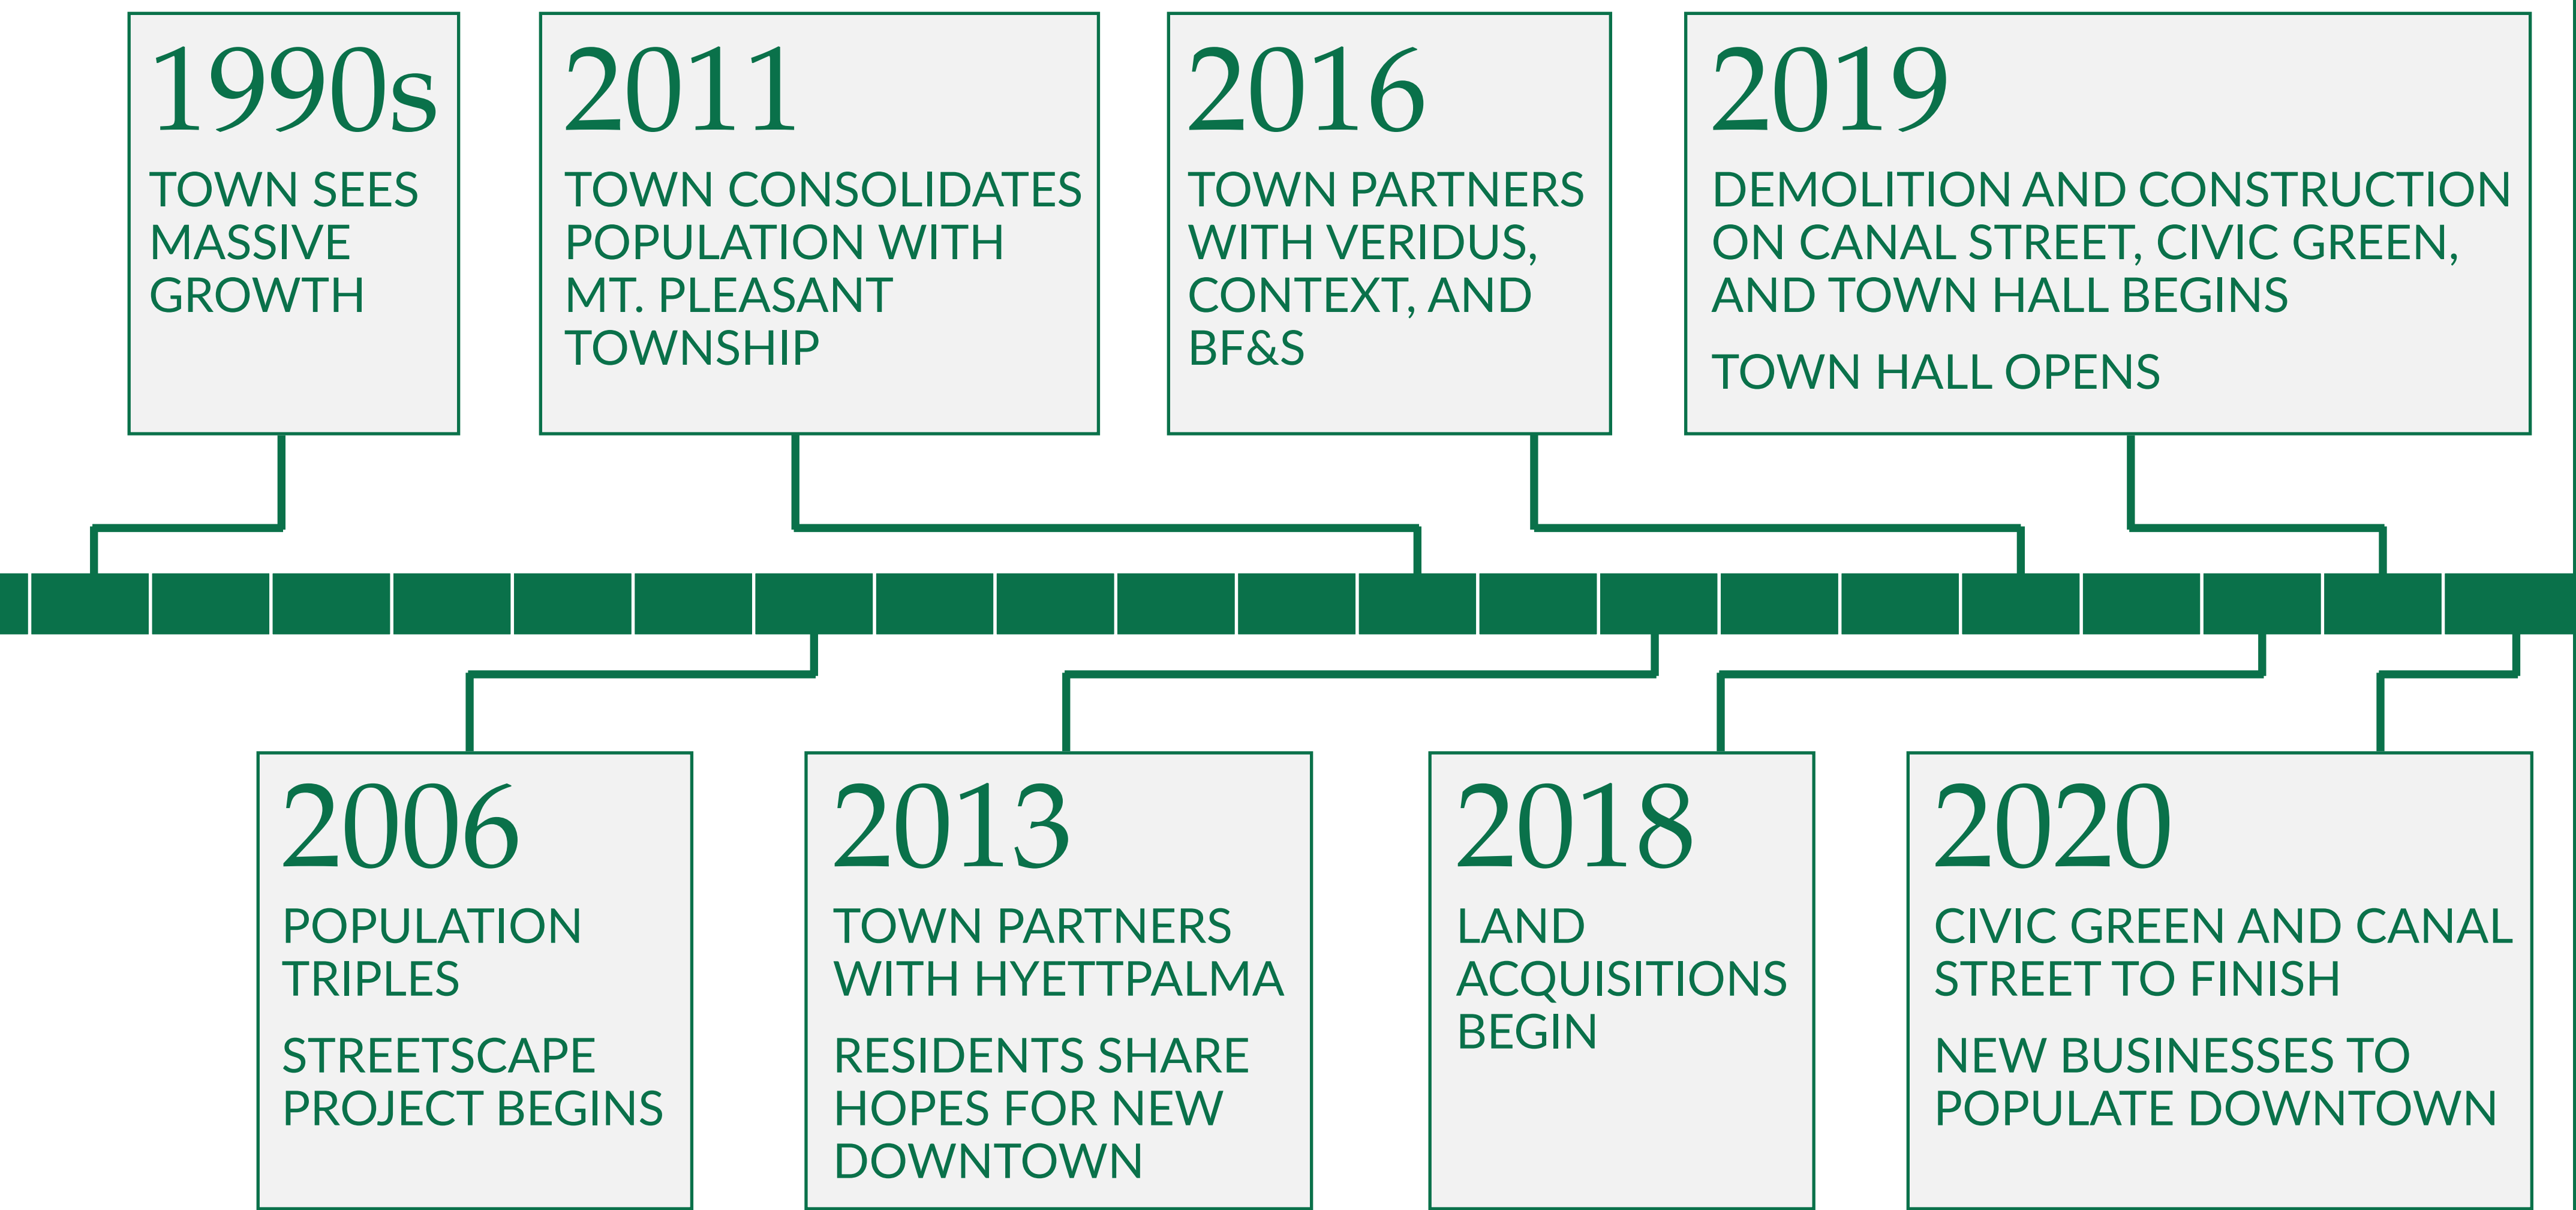 1990s
TOWN SEES
MASSIVE
GROWTH
2011
TOWN CONSOLIDATES
POPULATION WITH
MT. PLEASANT
TOWNSHIP
2016
TOWN PARTNERS
WITH VERIDUS,
CONTEXT, AND
BF&S
2019
DEMOLITION AND CONSTRUCTION
ON CANAL STREET, CIVIC GREEN,
AND TOWN HALL BEGINS
TOWN HALL OPENS
2006
POPULATION
TRIPLES
STREETSCAPE
PROJECT BEGINS
2013
TOWN PARTNERS
WITH HYETTPALMA
RESIDENTS SHARE
HOPES FOR NEW
DOWNTOWN
2018
LAND
ACQUISITIONS
BEGIN
2020
CIVIC GREEN AND CANAL
STREET TO FINISH
NEW BUSINESSES TO
POPULATE DOWNTOWN